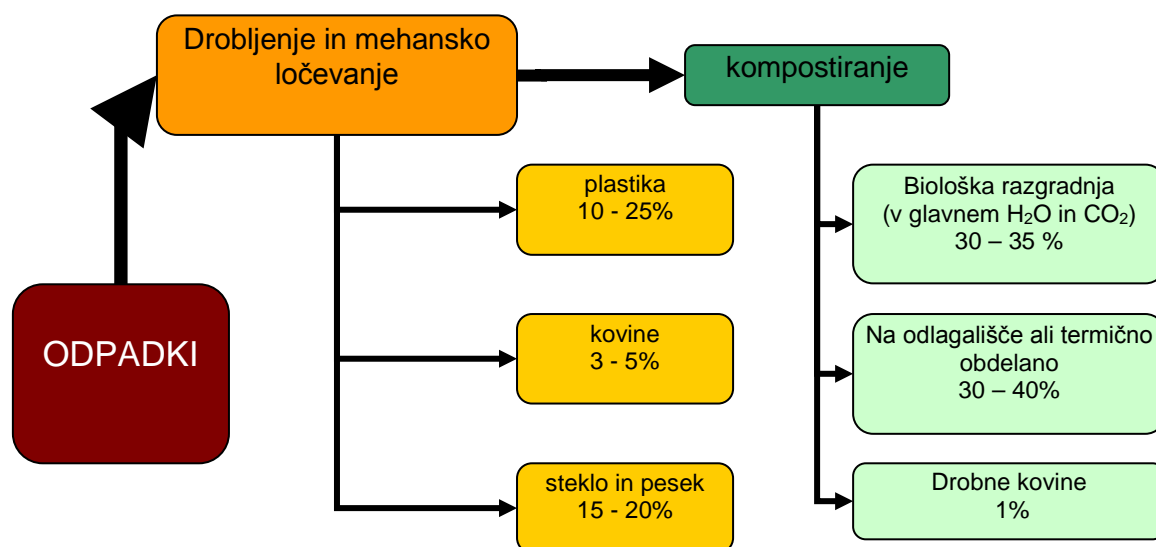 Drobljenje in mehansko
ločevanje
kompostiranje
plastika
10 - 25%
Biološka razgradnja
(v glavnem H₂O in CO₂)
30 – 35 %
ODPADKI
kovine
3 - 5%
Na odlagališče ali termično
obdelano
30 – 40%
steklo in pesek
15 - 20%
Drobne kovine
1%